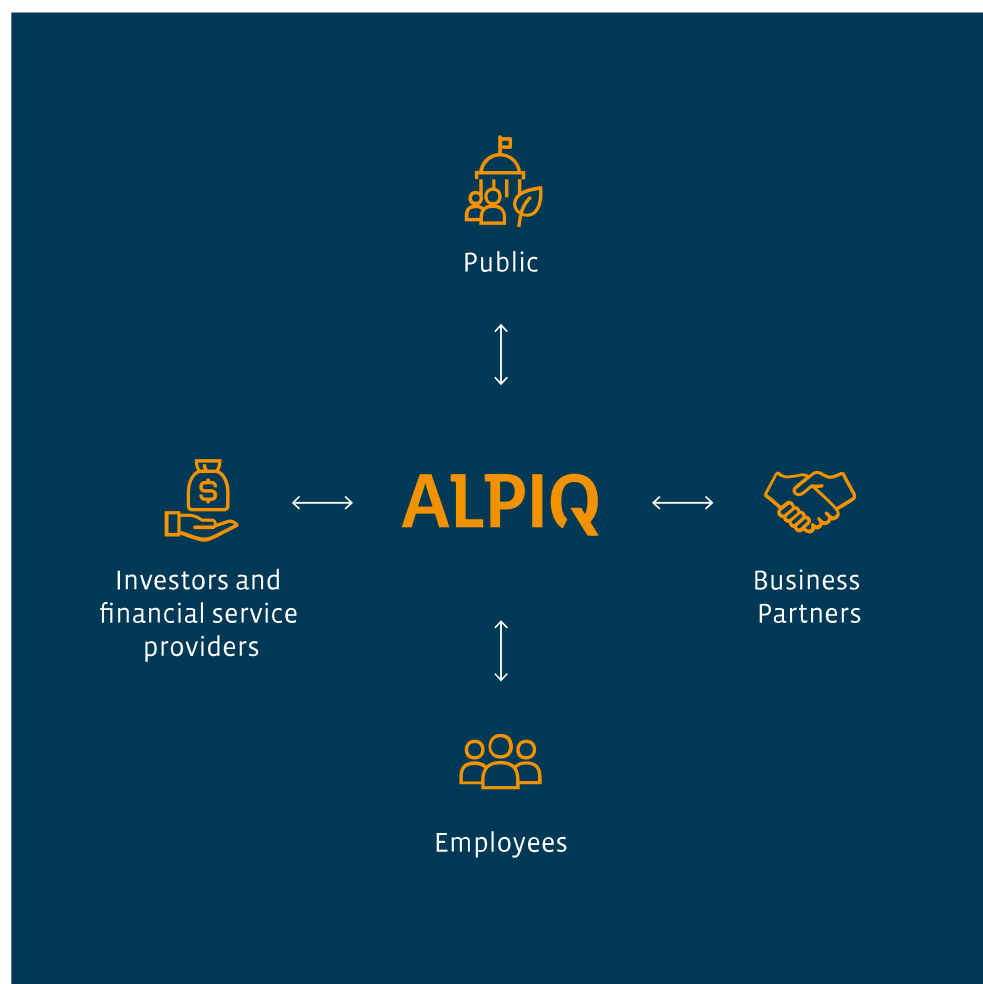 Public
ALPIQ
Investors and
financial service
providers
Business
Partners
Employees